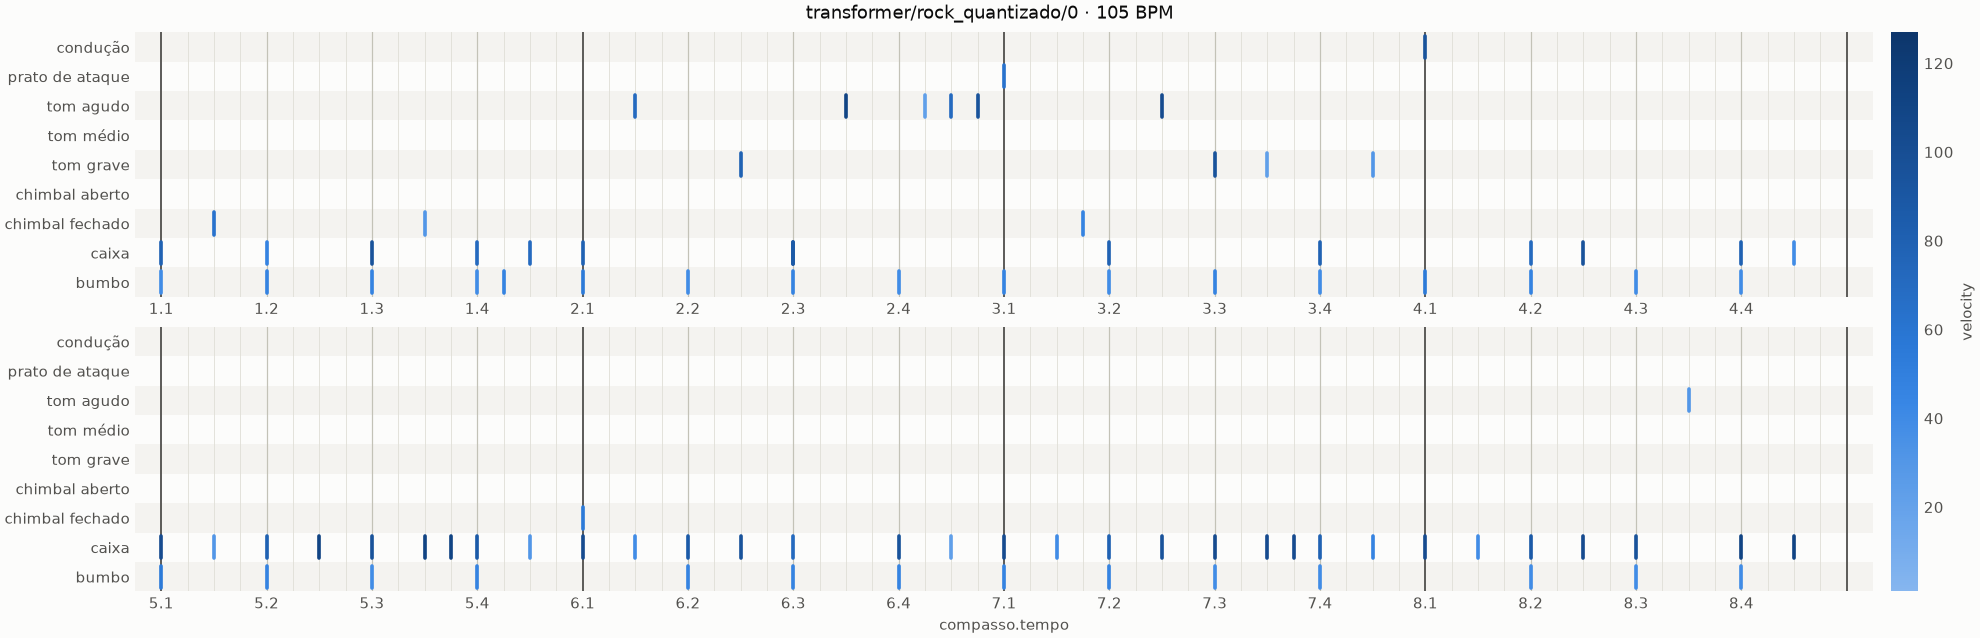 transformer/rock_quantizado/0 · 105 BPM
condução
prato de ataque
tom agudo
tom médio
tom grave
chimbal aberto
chimbal fechado
caixa
bumbo
1.1 1.2 1.3 1.4 2.1 2.2 2.3 2.4 3.1 3.2 3.3 3.4 4.1 4.2 4.3 4.4
condução
prato de ataque
tom agudo
tom médio
tom grave
chimbal aberto
chimbal fechado
caixa
bumbo
5.1 5.2 5.3 5.4 6.1 6.2 6.3 6.4 7.1 7.2 7.3 7.4 8.1 8.2 8.3 8.4
compasso.tempo
120
100
80
60
40
20
velocity